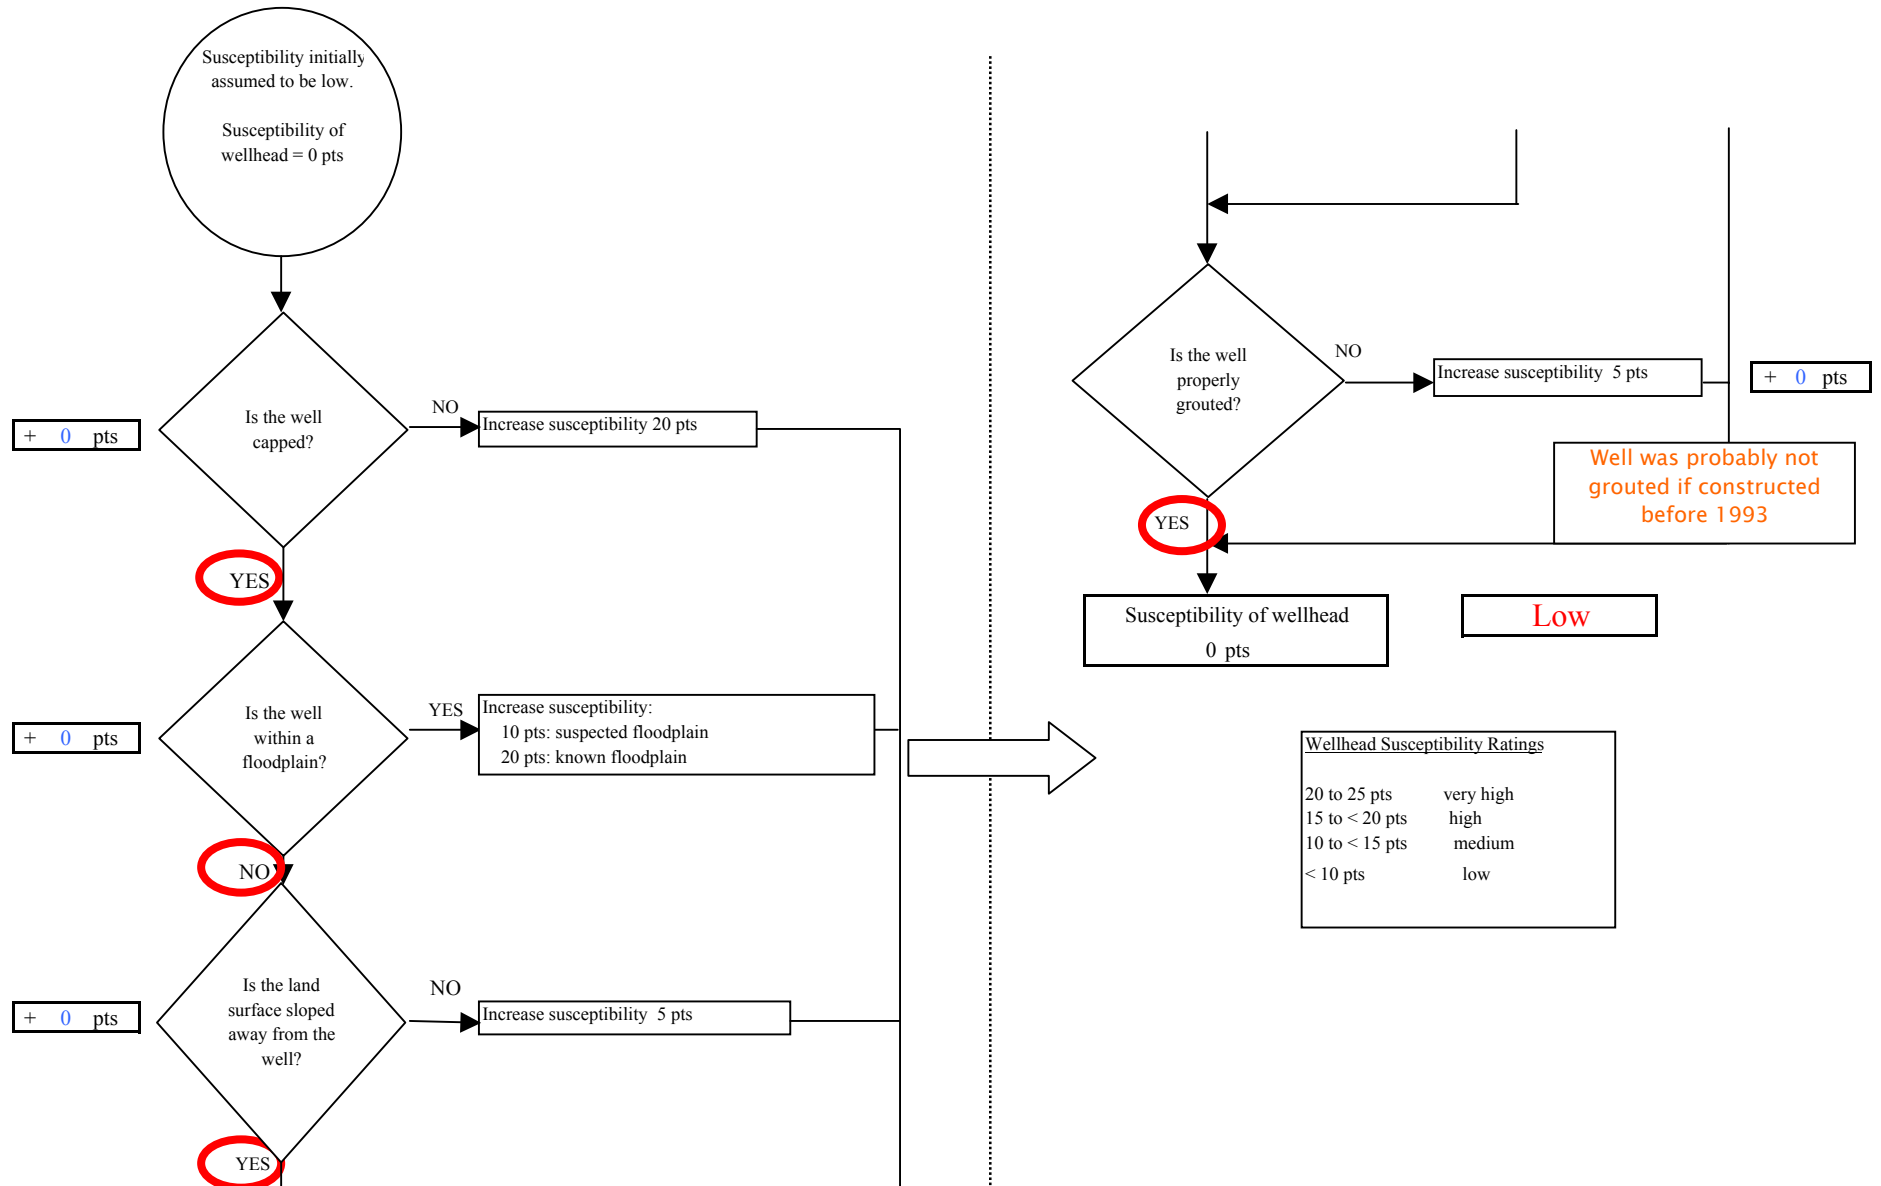 Susceptibility initially
assumed to be low.
Susceptibility of
wellhead = 0 pts
Is the well
capped?
NO
Increase susceptibility 20 pts
+ 0 pts
YES
Is the well
within a
floodplain?
YES
Increase susceptibility:
10 pts: suspected floodplain
20 pts: known floodplain
+ 0 pts
NO
Is the land
surface sloped
away from the
well?
NO
Increase susceptibility 5 pts
+ 0 pts
YES
Is the well
properly
grouted?
NO
Increase susceptibility 5 pts
+ 0 pts
Well was probably not
grouted if constructed
before 1993
YES
Susceptibility of wellhead
0 pts
Low
Wellhead Susceptibility Ratings
20 to 25 pts very high
15 to < 20 pts high
10 to < 15 pts medium
< 10 pts low